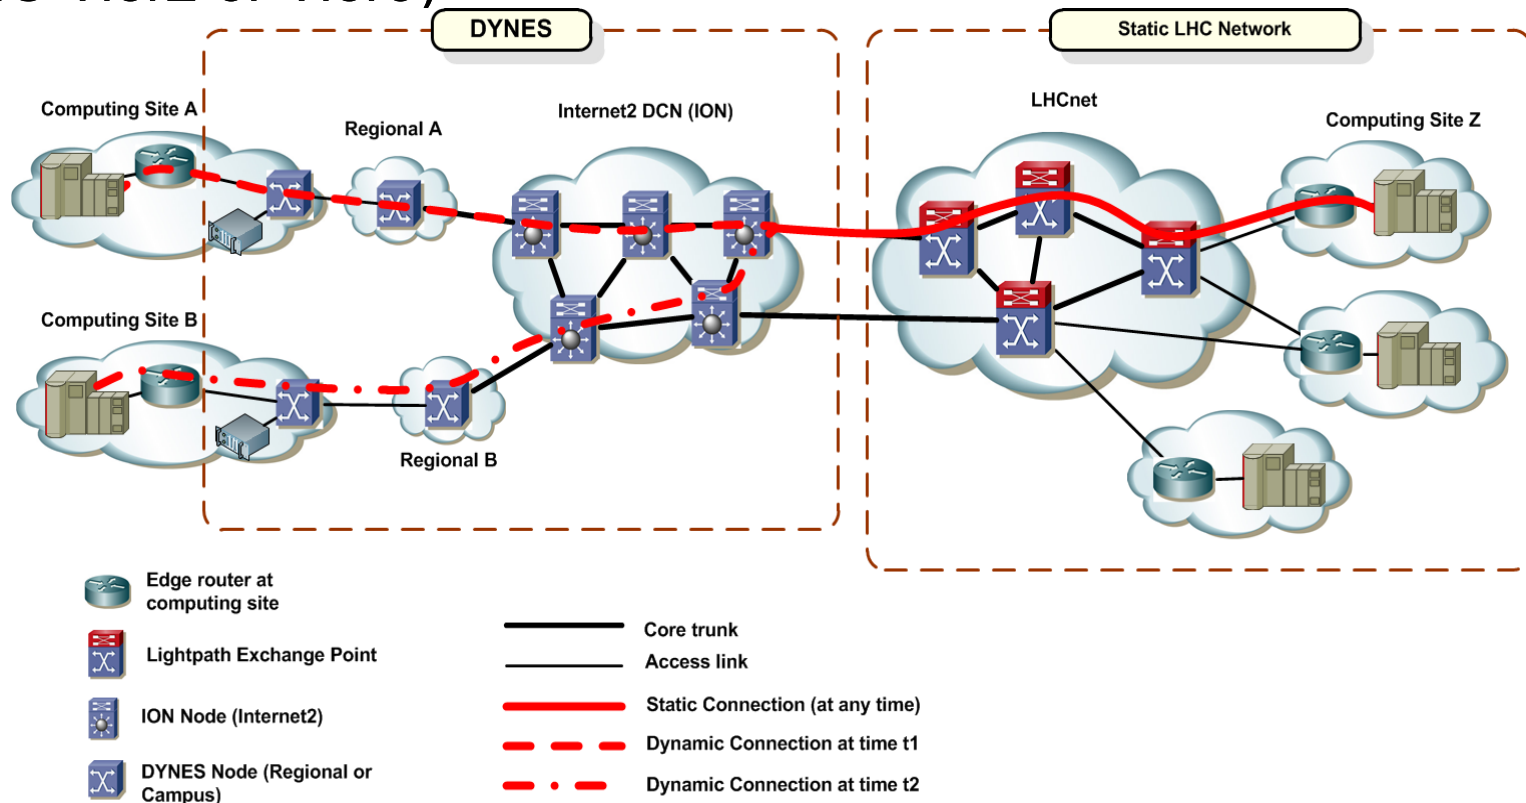 DYNES
Static LHC Network
Computing Site A
Regional A
Internet2 DCN (ION)
LHCnet
Computing Site Z
Computing Site B
Regional B
Edge router at
computing site
Lightpath Exchange Point
ION Node (Internet2)
DYNES Node (Regional or
Campus)
Core trunk
Access link
Static Connection (at any time)
Dynamic Connection at time t1
Dynamic Connection at time t2